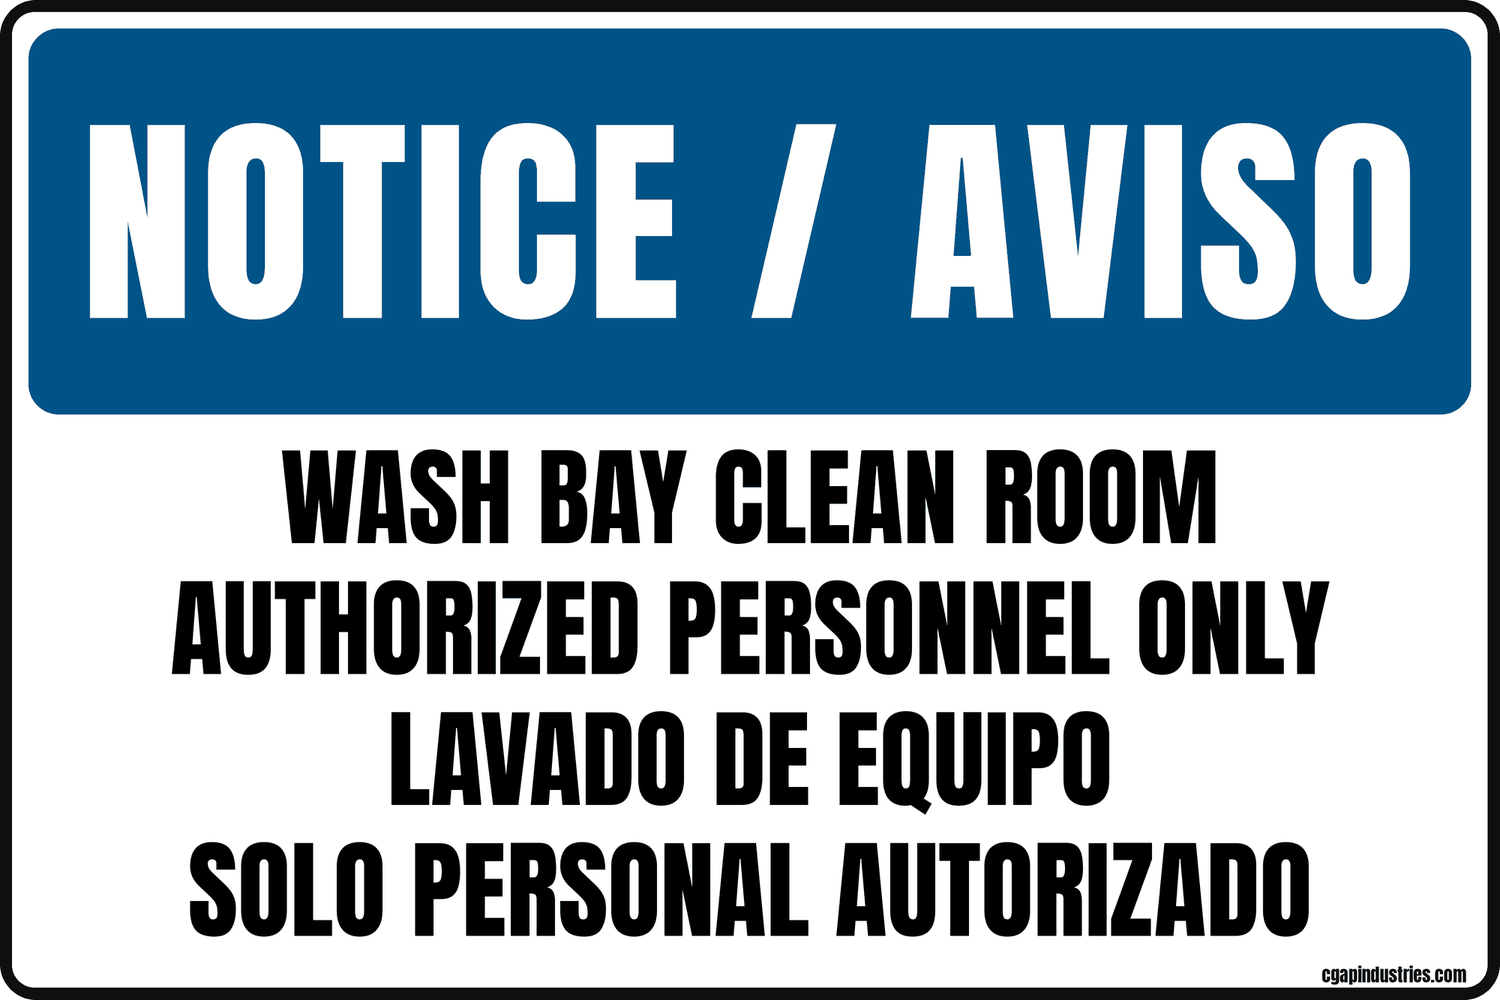 NOTICE / AVISO
WASH BAY CLEAN ROOM
AUTHORIZED PERSONNEL ONLY
LAVADO DE EQUIPO
SOLO PERSONAL AUTORIZADO
cgapindustries.com